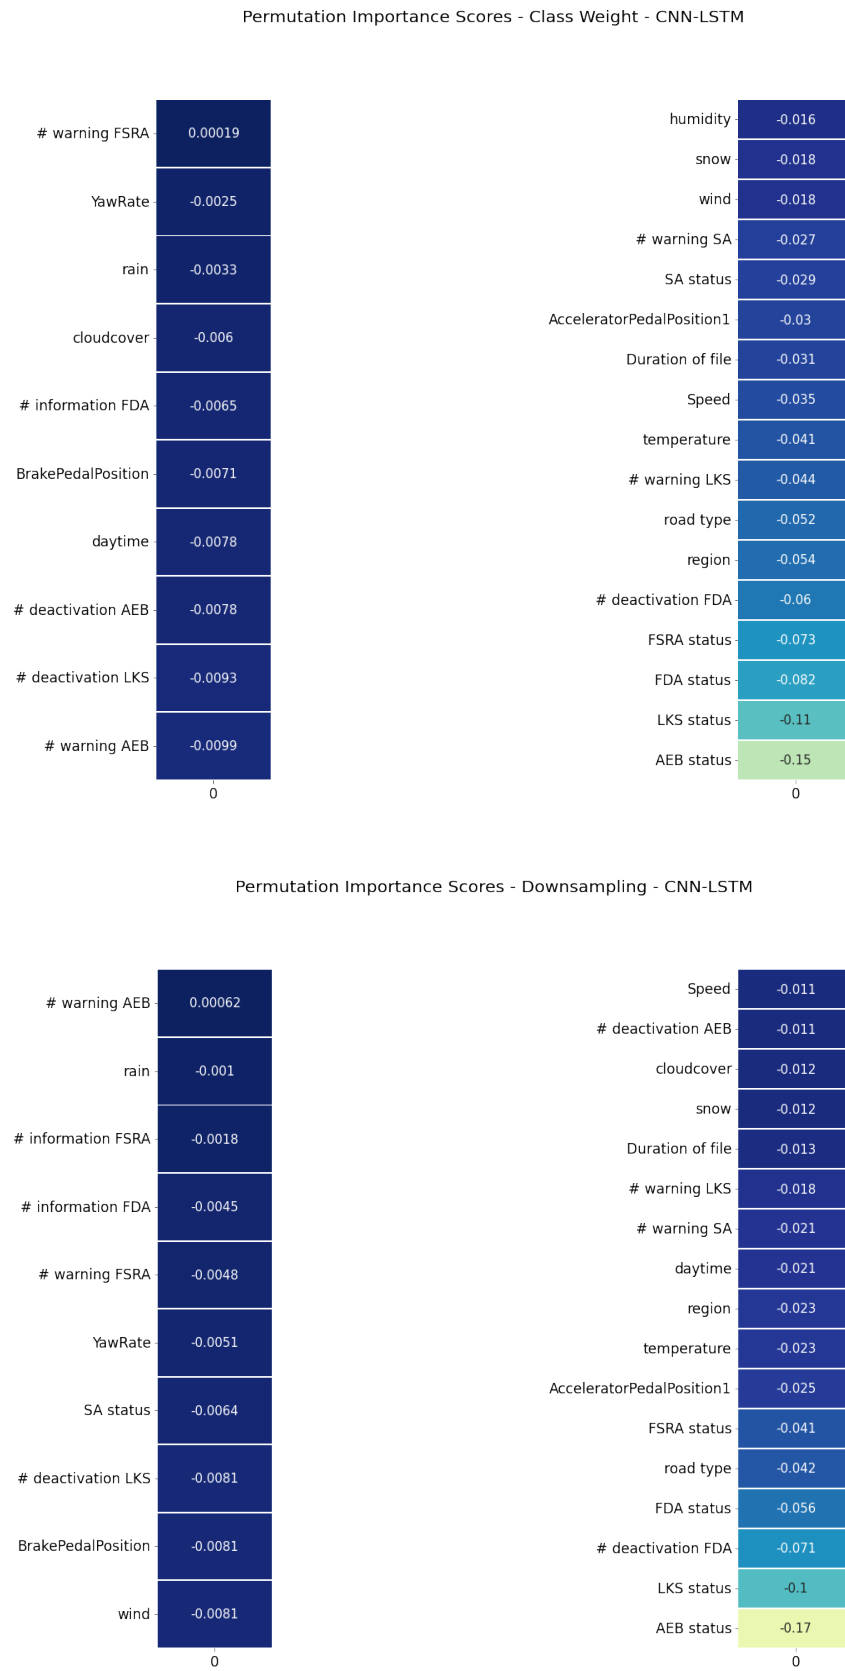 Permutation Importance Scores - Class Weight - CNN-LSTM
# warning FSRA 0.00019
YawRate -0.0025
rain -0.0033
cloudcover -0.006
# information FDA -0.0065
BrakePedalPosition -0.0071
daytime -0.0078
# deactivation AEB -0.0078
# deactivation LKS -0.0093
# warning AEB -0.0099
0
humidity -0.016
snow -0.018
wind -0.018
# warning SA -0.027
SA status -0.029
AcceleratorPedalPosition1 -0.03
Duration of file -0.031
Speed -0.035
temperature -0.041
# warning LKS -0.044
road type -0.052
region -0.054
# deactivation FDA -0.06
FSRA status -0.073
FDA status -0.082
LKS status -0.11
AEB status -0.15
0
Permutation Importance Scores - Downsampling - CNN-LSTM
# warning AEB 0.00062
rain -0.001
# information FSRA -0.0018
# information FDA -0.0045
# warning FSRA -0.0048
YawRate -0.0051
SA status -0.0064
# deactivation LKS -0.0081
BrakePedalPosition -0.0081
wind -0.0081
0
Speed -0.011
# deactivation AEB -0.011
cloudcover -0.012
snow -0.012
Duration of file -0.013
# warning LKS -0.018
# warning SA -0.021
daytime -0.021
region -0.023
temperature -0.023
AcceleratorPedalPosition1 -0.025
FSRA status -0.041
road type -0.042
FDA status -0.056
# deactivation FDA -0.071
LKS status -0.1
AEB status -0.17
0